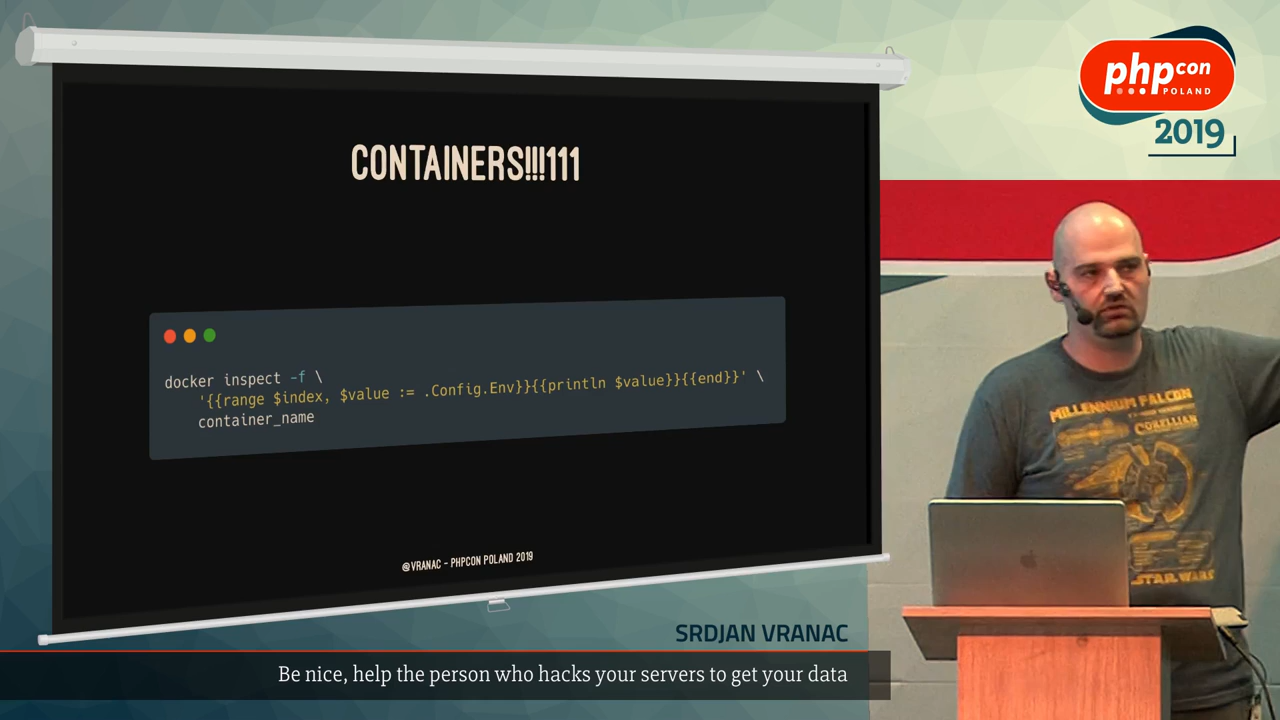 CONTAINERS!!!111
docker inspect -f \
'{{range $index, $value := .Config.Env}}{{println $value}}{{end}}' \
container_name
@VRANAC - PHPCON POLAND 2019
phpcon
POLAND
2019
MILLENNIUM FALCON
CORELLIAN
STAR WARS
SRDJAN VRANAC
Be nice, help the person who hacks your servers to get your data